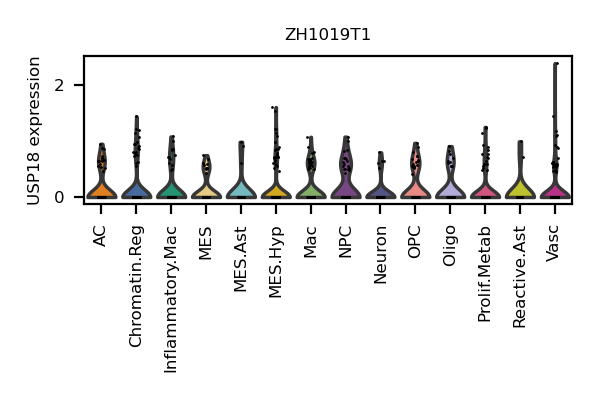 ZH1019T1
USP18 expression
2
0
AC
Chromatin.Reg
Inflammatory.Mac
MES
MES.Ast
MES.Hyp
Mac
NPC
Neuron
OPC
Oligo
Prolif.Metab
Reactive.Ast
Vasc